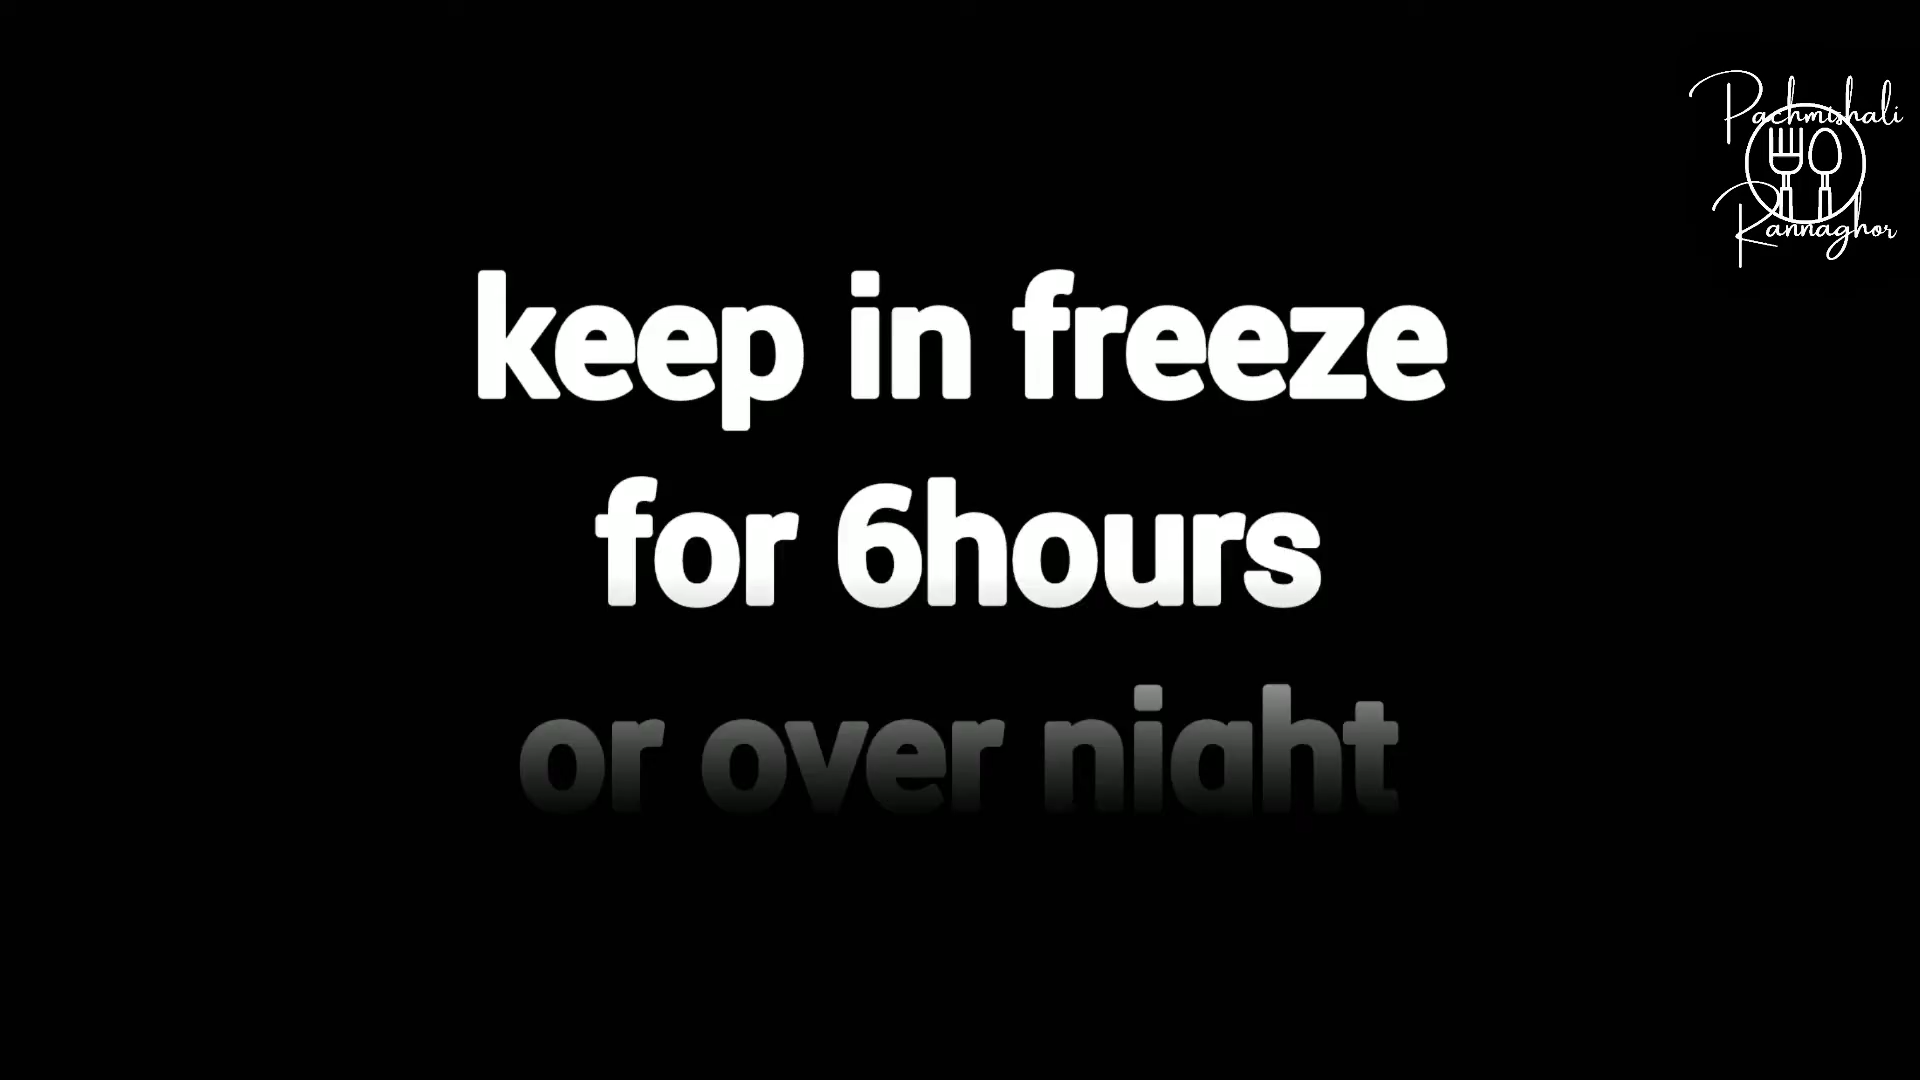 Pachmishali
Rannaghor
keep in freeze
for 6hours
or over night